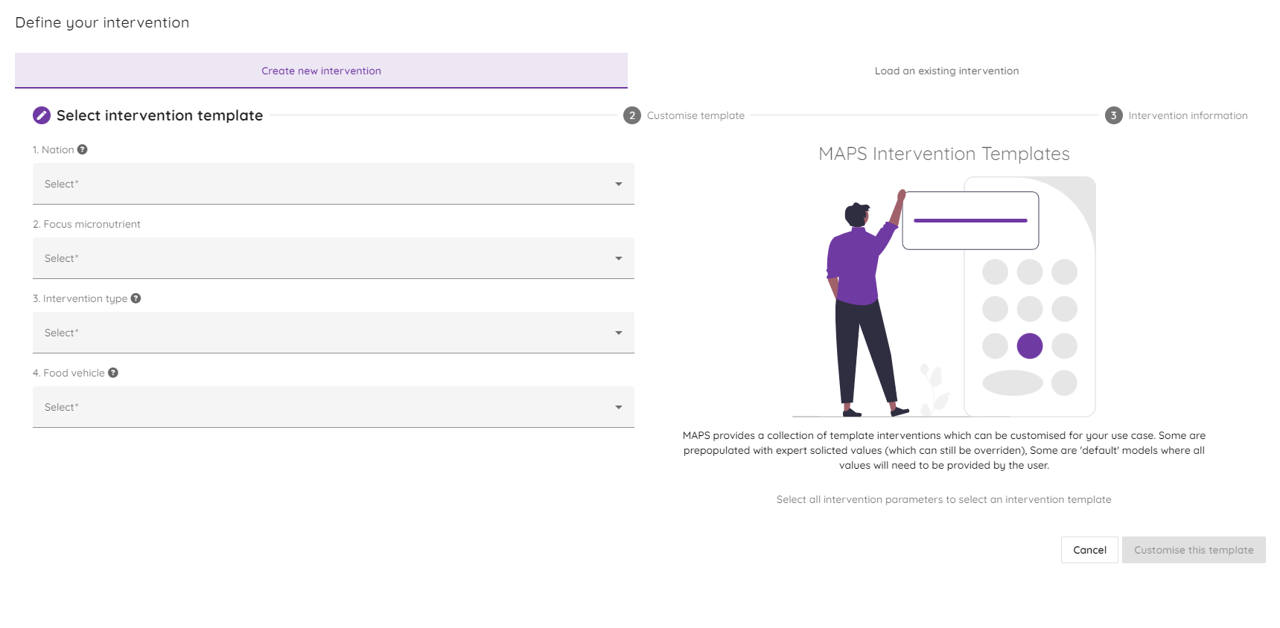 Define your intervention
Create new intervention
Load an existing intervention
Select intervention template
2 Customise template
3 Intervention information
1. Nation ?
Select*
2. Focus micronutrient
Select*
3. Intervention type ?
Select*
4. Food vehicle ?
Select*
MAPS Intervention Templates
MAPS provides a collection of template interventions which can be customised for your use case. Some are
prepopulated with expert solicted values (which can still be overriden), Some are 'default' models where all
values will need to be provided by the user.
Select all intervention parameters to select an intervention template
Cancel
Customise this template